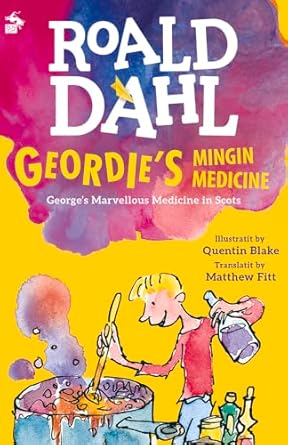 ROALD
DAHL
GEORDIE'S MINGIN
MEDICINE
George's Marvellous Medicine in Scots
Illustratit by
Quentin Blake
Translatit by
Matthew Fitt